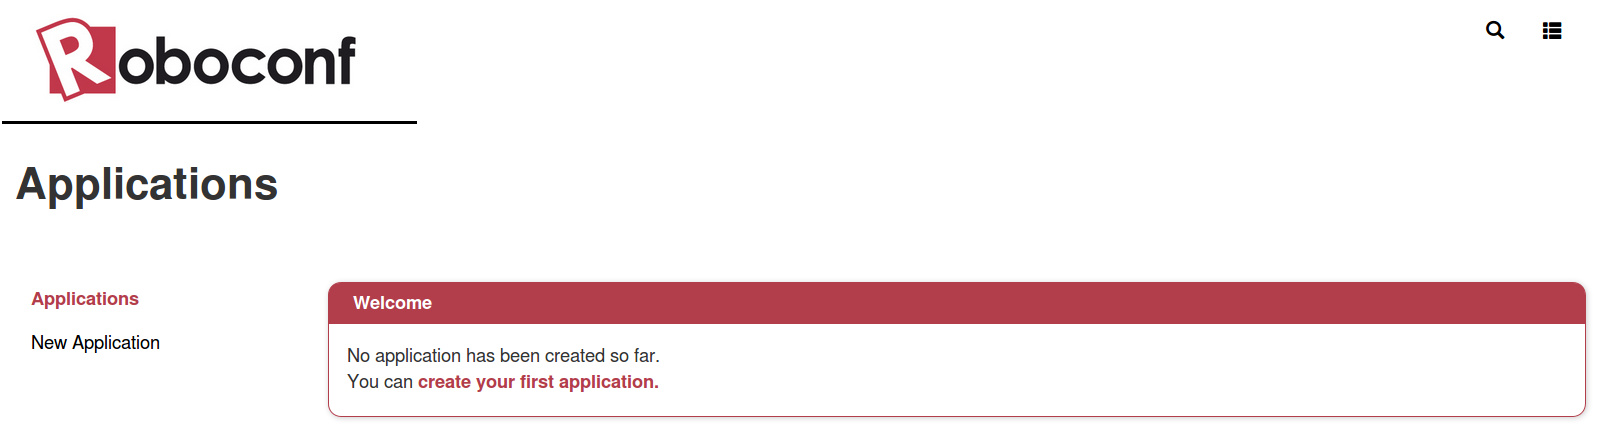 Roboconf
Applications
Applications
New Application
Welcome
No application has been created so far.
You can create your first application.